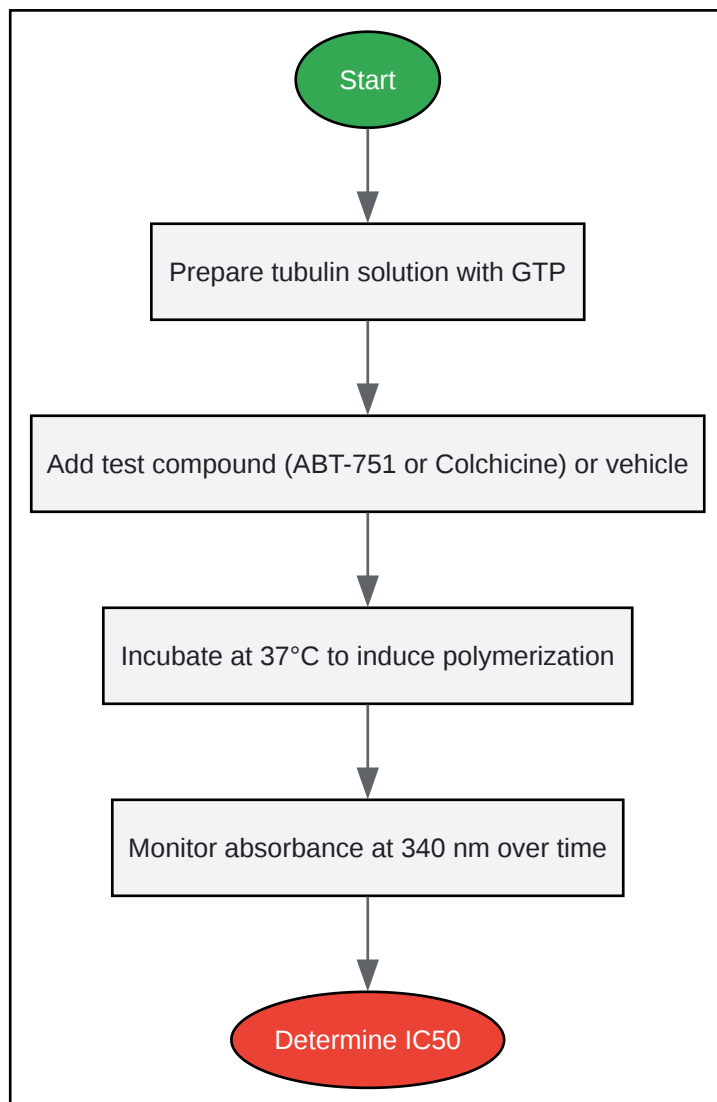 Start
Prepare tubulin solution with GTP
Add test compound (ABT-751 or Colchicine) or vehicle
Incubate at 37°C to induce polymerization
Monitor absorbance at 340 nm over time
Determine IC50